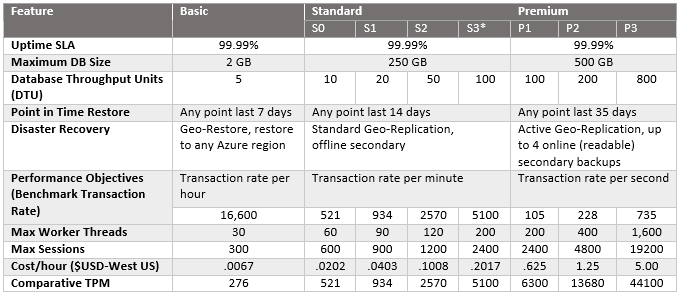 Feature Basic Standard Premium
S0 S1 S2 S3* P1 P2 P3
Uptime SLA 99.99% 99.99% 99.99%
Maximum DB Size 2 GB 250 GB 500 GB
Database Throughput Units 5 10 20 50 100 100 200 800
(DTU)
Point in Time Restore Any point last 7 days Any point last 14 days Any point last 35 days
Disaster Recovery Geo-Restore, restore Standard Geo-Replication, Active Geo-Replication, up
to any Azure region offline secondary to 4 online (readable)
secondary backups
Performance Objectives Transaction rate per Transaction rate per minute Transaction rate per second
(Benchmark Transaction hour
Rate) 16,600 521 934 2570 5100 105 228 735
Max Worker Threads 30 60 90 120 200 200 400 1,600
Max Sessions 300 600 900 1200 2400 2400 4800 19200
Cost/hour ($USD-West US) .0067 .0202 .0403 .1008 .2017 .625 1.25 5.00
Comparative TPM 276 521 934 2570 5100 6300 13680 44100